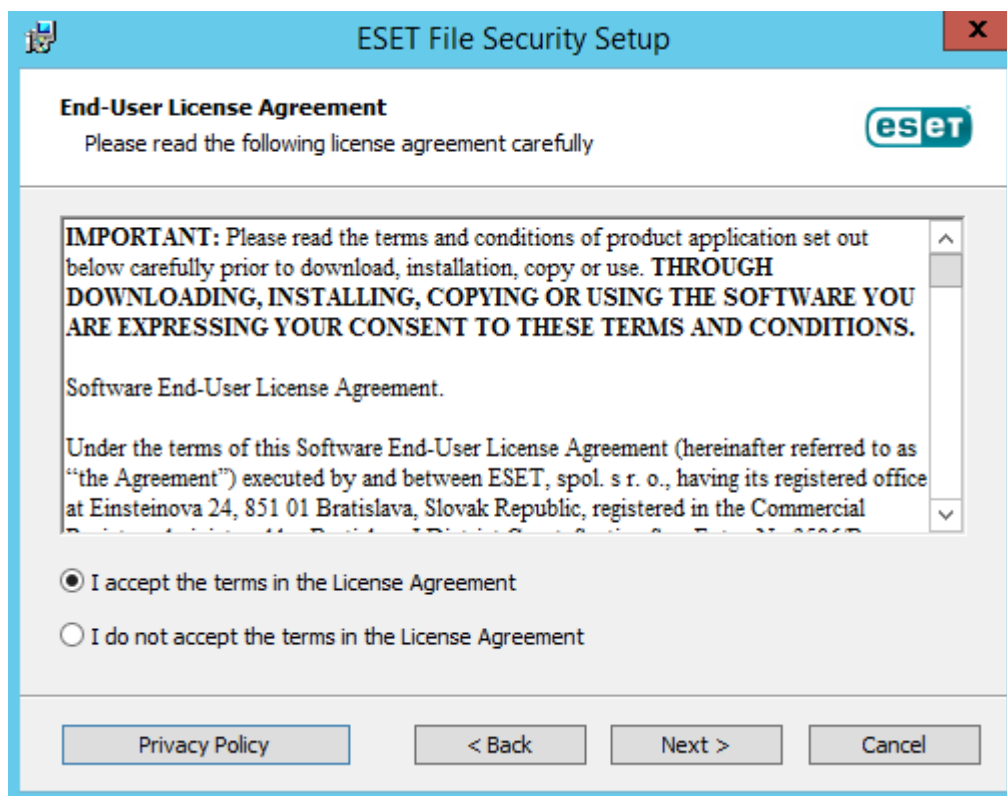 ESET File Security Setup
x
End-User License Agreement
Please read the following license agreement carefully
eseT
IMPORTANT: Please read the terms and conditions of product application set out
below carefully prior to download, installation, copy or use. THROUGH
DOWNLOADING, INSTALLING, COPYING OR USING THE SOFTWARE YOU
ARE EXPRESSING YOUR CONSENT TO THESE TERMS AND CONDITIONS.
Software End-User License Agreement.
Under the terms of this Software End-User License Agreement (hereinafter referred to as
“the Agreement”) executed by and between ESET, spol. s r. o., having its registered office
at Einsteinova 24, 851 01 Bratislava, Slovak Republic, registered in the Commercial
I accept the terms in the License Agreement
I do not accept the terms in the License Agreement
Privacy Policy
< Back
Next >
Cancel